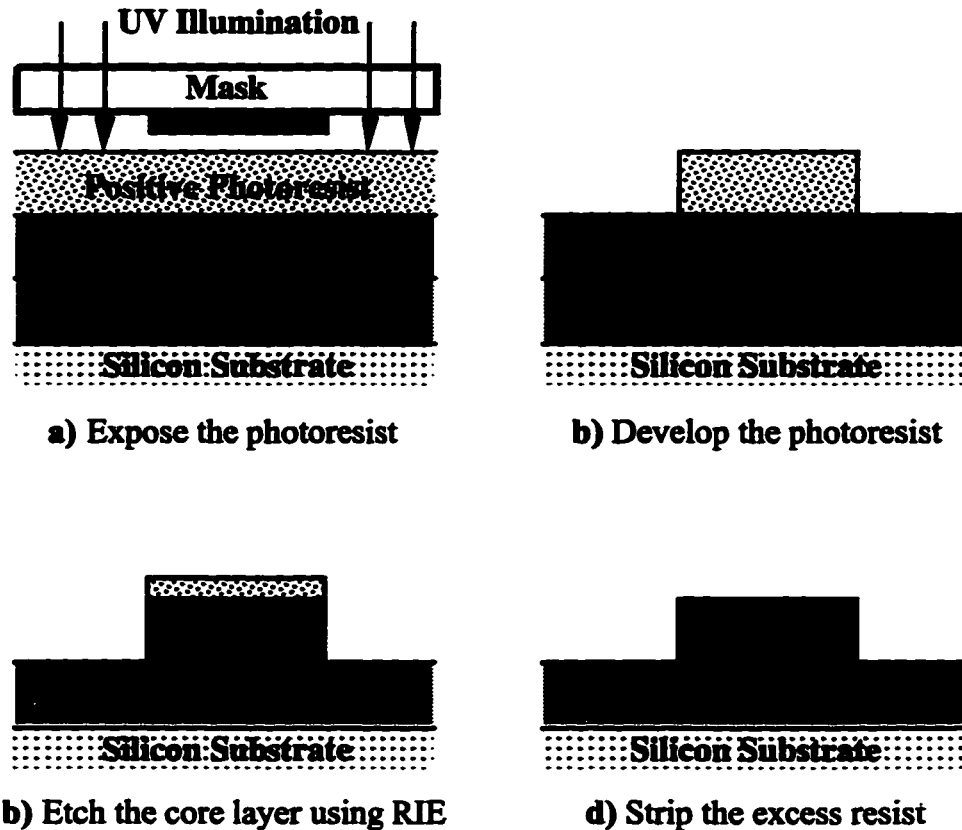 UV Illumination
Mask
Positive Photoresist
Silicon Substrate
Silicon Substrate
a) Expose the photoresist
b) Develop the photoresist
Silicon Substrate
Silicon Substrate
b) Etch the core layer using RIE
d) Strip the excess resist